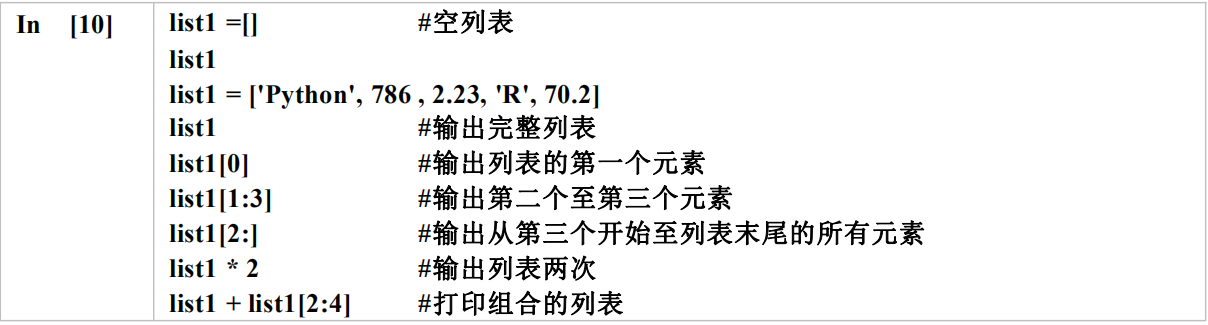 In [10] list1 =[] #空列表
list1
list1 = ['Python', 786 , 2.23, 'R', 70.2]
list1 #输出完整列表
list1[0] #输出列表的第一个元素
list1[1:3] #输出第二个至第三个元素
list1[2:] #输出从第三个开始至列表末尾的所有元素
list1 * 2 #输出列表两次
list1 + list1[2:4] #打印组合的列表